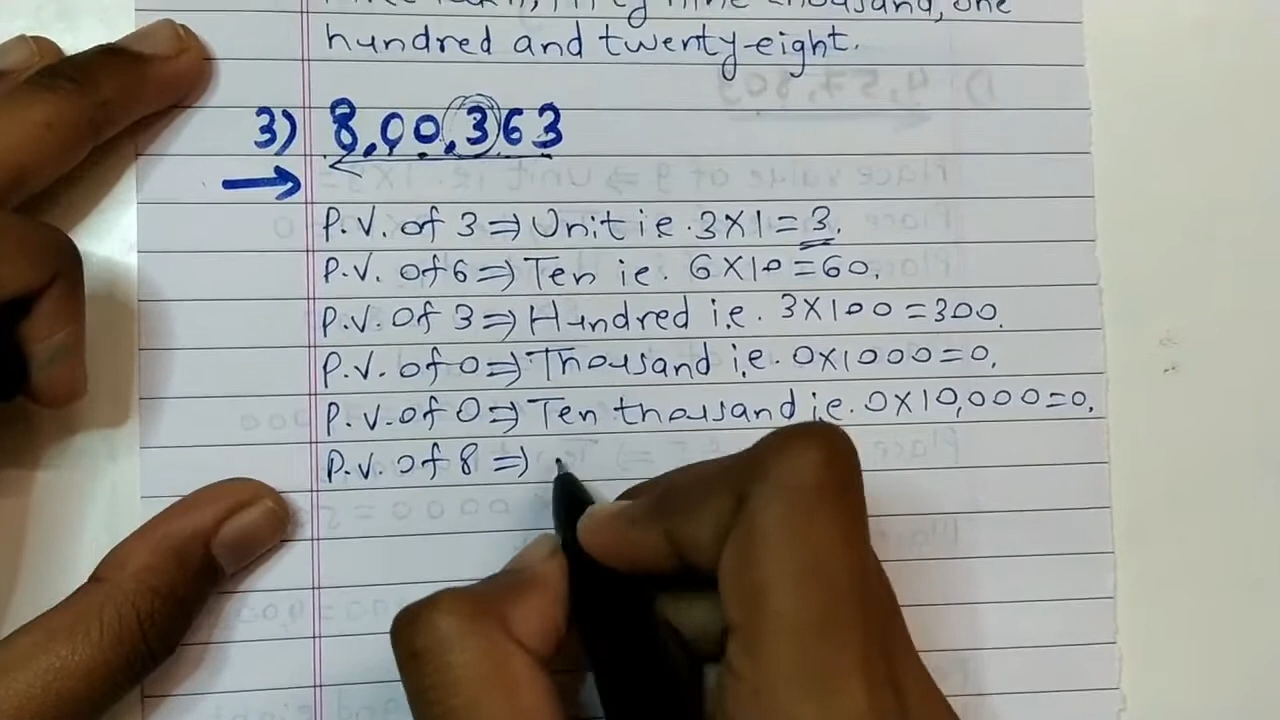 hundred and twenty-eight.
3) 8,00,363
P.V. of 3 ⇒ Unit i.e. 3 X 1 = 3.
P.V. of 6 ⇒ Ten ie. 6 X 10 = 60.
P.V. of 3 ⇒ Hundred i.e. 3 X 100 = 300.
P.V. of 0 ⇒ Thousand i.e. 0 X 1000 = 0.
P.V. of 0 ⇒ Ten thousand i.e. 0 X 10,000 = 0.
P.V. of 8 ⇒